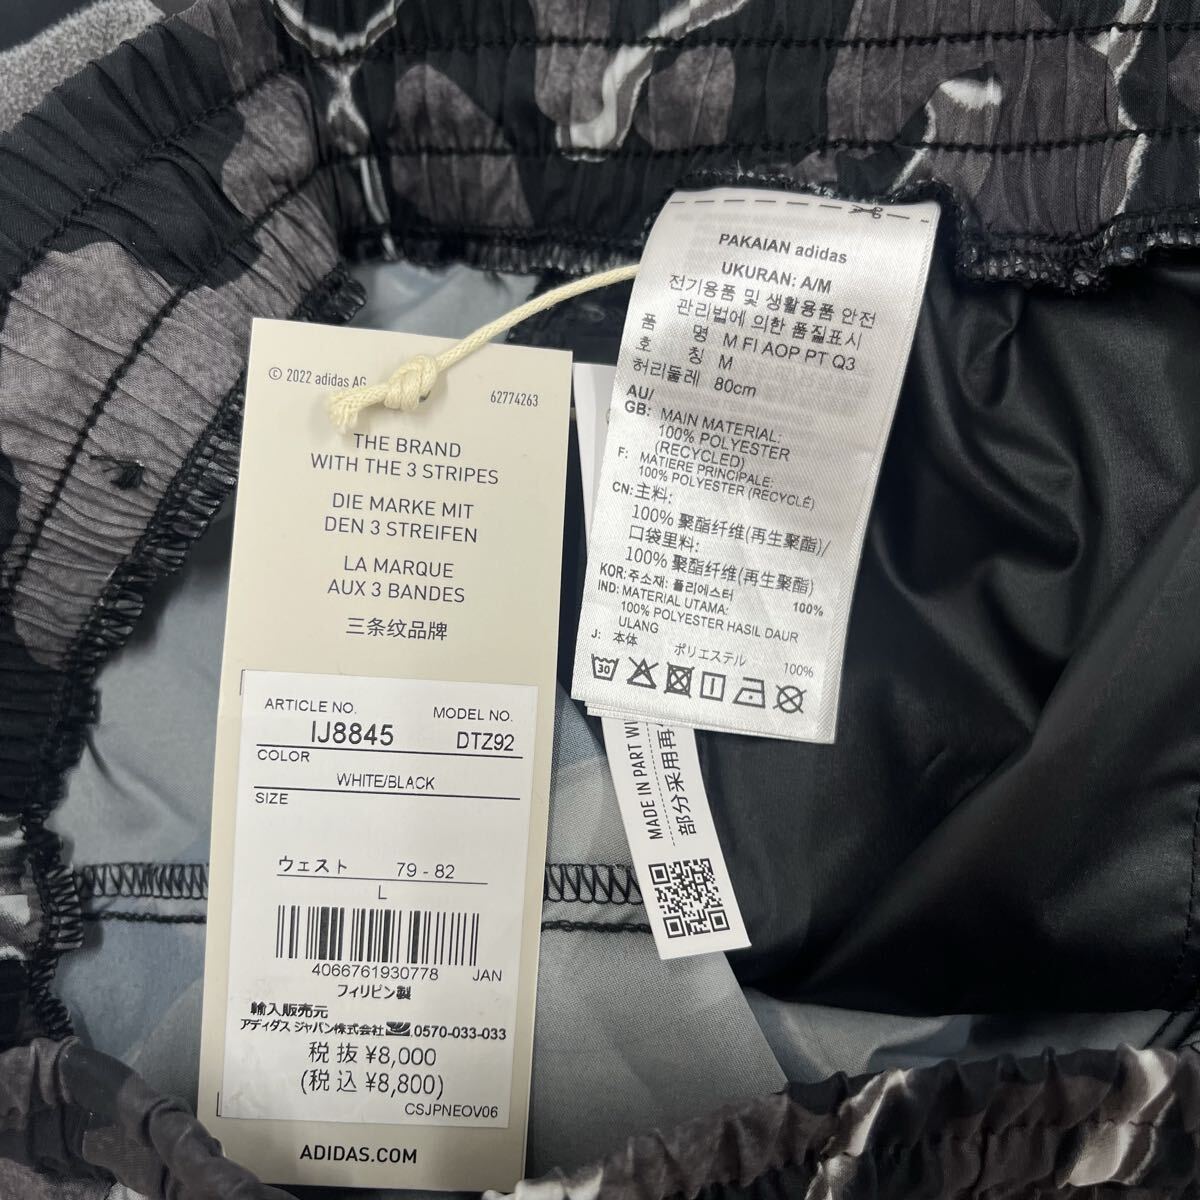 © 2022 adidas AG
62774263
THE BRAND
WITH THE 3 STRIPES
DIE MARKE MIT
DEN 3 STREIFEN
LA MARQUE
AUX 3 BANDES
三条纹品牌
ARTICLE NO. MODEL NO.
IJ8845 DTZ92
COLOR
WHITE/BLACK
SIZE
ウェスト 79 - 82
L
4066761930778 JAN
フィリピン製
輸入販売元
アディダス ジャパン株式会社 0570-033-033
税抜 ¥8,000
(税込 ¥8,800)
CSJPNEOV06
ADIDAS.COM
PAKAIAN adidas
UKURAN: A/M
전기용품 및 생활용품 안전
관리법에 의한 품질표시
품 명 M FI AOP PT Q3
호 칭 M
허리둘레 80cm
AU/
GB: MAIN MATERIAL:
100% POLYESTER
(RECYCLED)
F: MATIERE PRINCIPALE:
100% POLYESTER (RECYCLÉ)
CN: 主料:
100% 聚酯纤维(再生聚酯)/
口袋里料:
100% 聚酯纤维(再生聚酯)
KOR: 주소재: 폴리에스터 100%
IND: MATERIAL UTAMA:
100% POLYESTER HASIL DAUR
ULANG
J: 本体
ポリエステル 100%
30
MADE IN PART WI
部分采用再